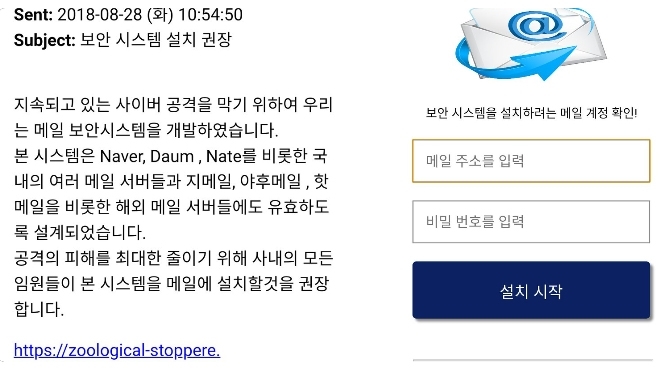 Sent: 2018-08-28 (화) 10:54:50
Subject: 보안 시스템 설치 권장
지속되고 있는 사이버 공격을 막기 위하여 우리
는 메일 보안시스템을 개발하였습니다.
본 시스템은 Naver, Daum , Nate를 비롯한 국
내의 여러 메일 서버들과 지메일, 야후메일 , 핫
메일을 비롯한 해외 메일 서버들에도 유효하도
록 설계되었습니다.
공격의 피해를 최대한 줄이기 위해 사내의 모든
임원들이 본 시스템을 메일에 설치할것을 권장
합니다.
https://zoological-stoppere.
@
보안 시스템을 설치하려는 메일 계정 확인!
메일 주소를 입력
비밀 번호를 입력
설치 시작